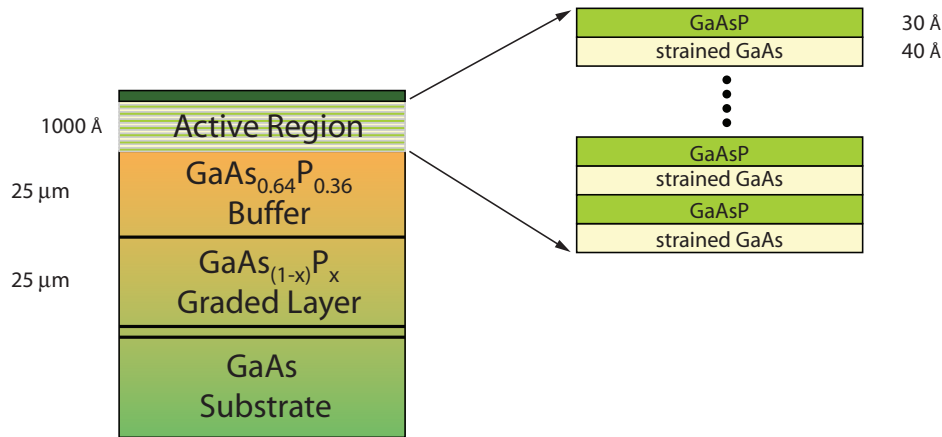 GaAsP
30 Å
strained GaAs
40 Å
1000 Å
Active Region
GaAs0.64P0.36
Buffer
25 μm
GaAs(1-x)Px
Graded Layer
25 μm
GaAs
Substrate
GaAsP
strained GaAs
GaAsP
strained GaAs